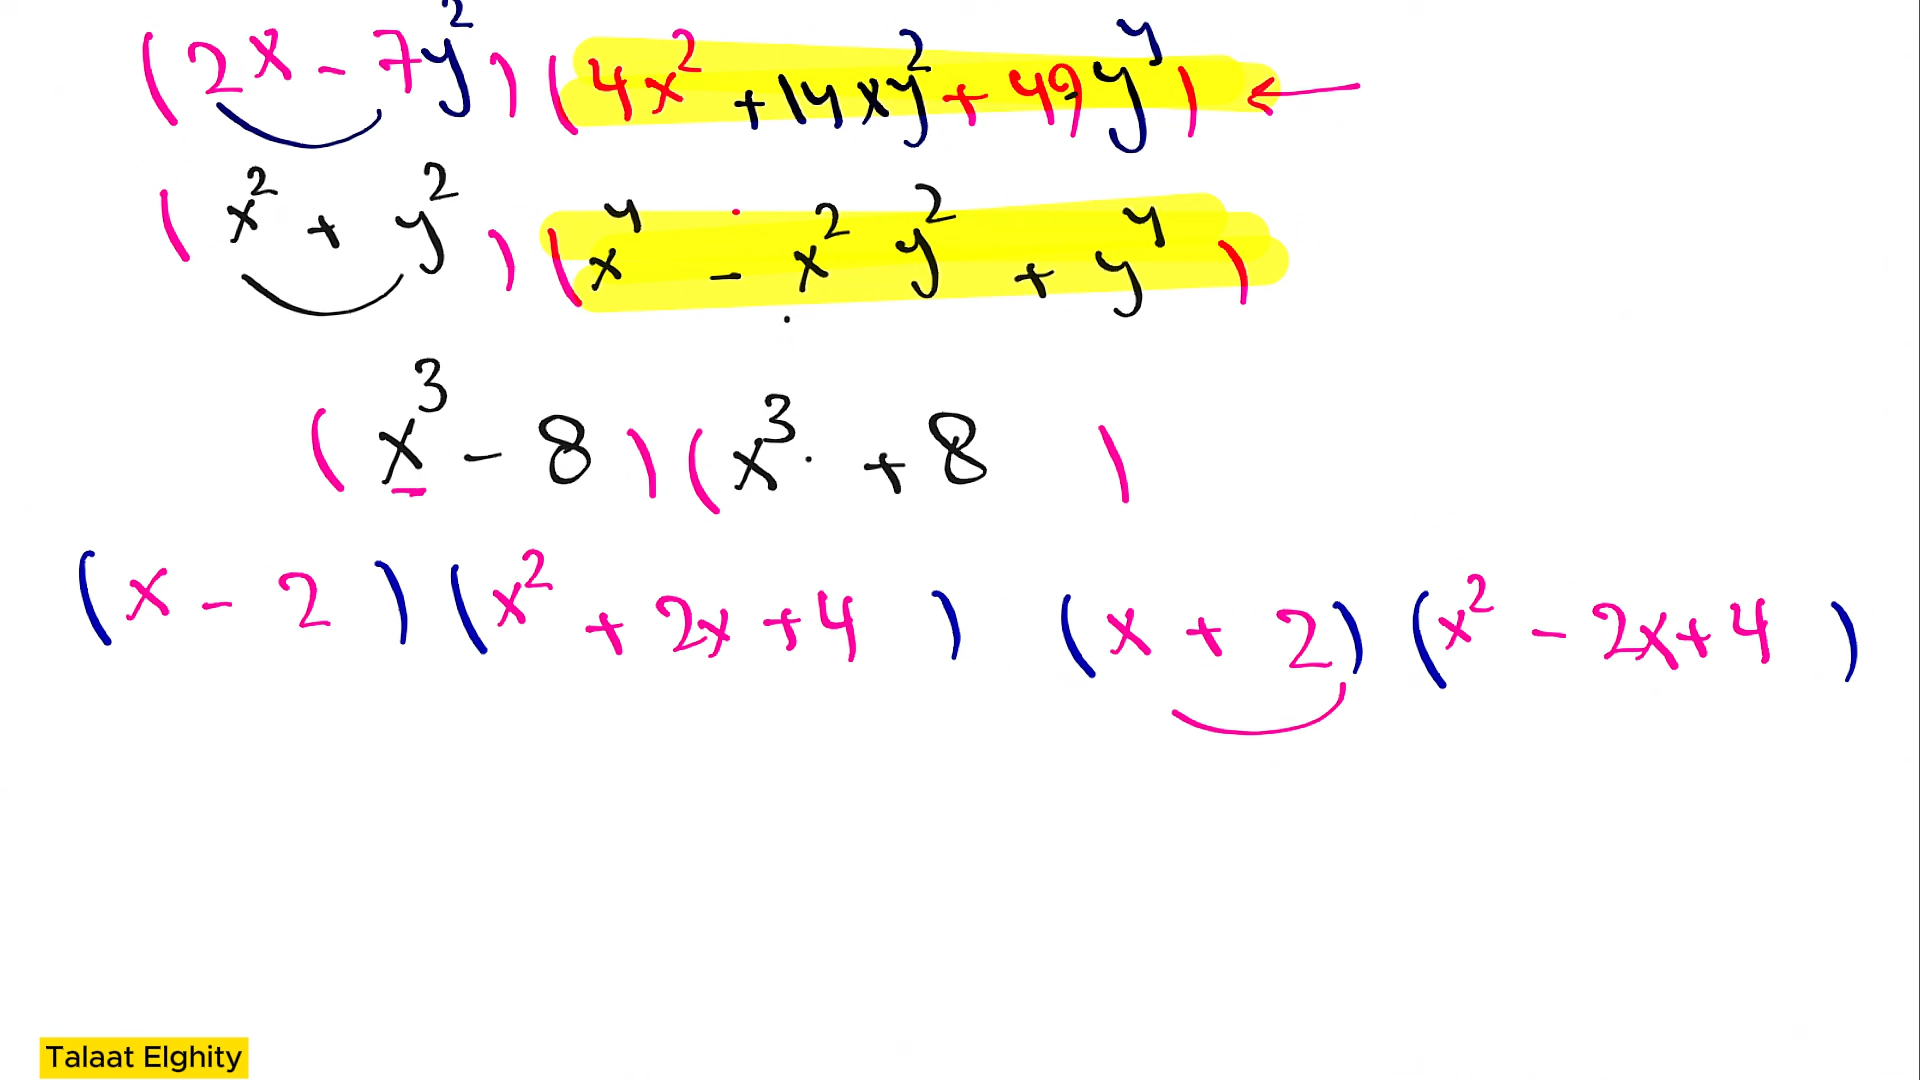 (2x - 7y²)(4x² + 14xy² + 49y⁴) ←
(x² + y²)(x⁴ - x²y² + y⁴)
(x³ - 8)(x³ + 8)
(x - 2)(x² + 2x + 4) (x + 2)(x² - 2x + 4)
Talaat Elghity